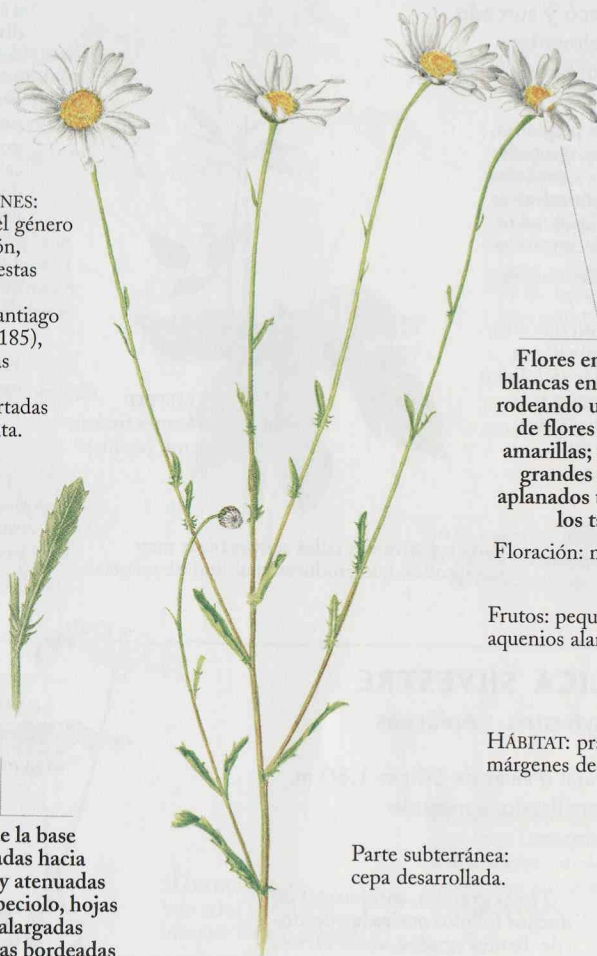 NES:
el género
ón,
estas
antiago
185),
as
rtadas
ta.
Flores en
blancas en
rodeando u
de flores
amarillas;
grandes
aplanados
los t
Floración: n
Frutos: pequ
aquenios alar
HÁBITAT: pr
márgenes de
Parte subterránea:
cepa desarrollada.
e la base
adas hacia
y atenuadas
peciolo, hojas
alargadas
as bordeadas